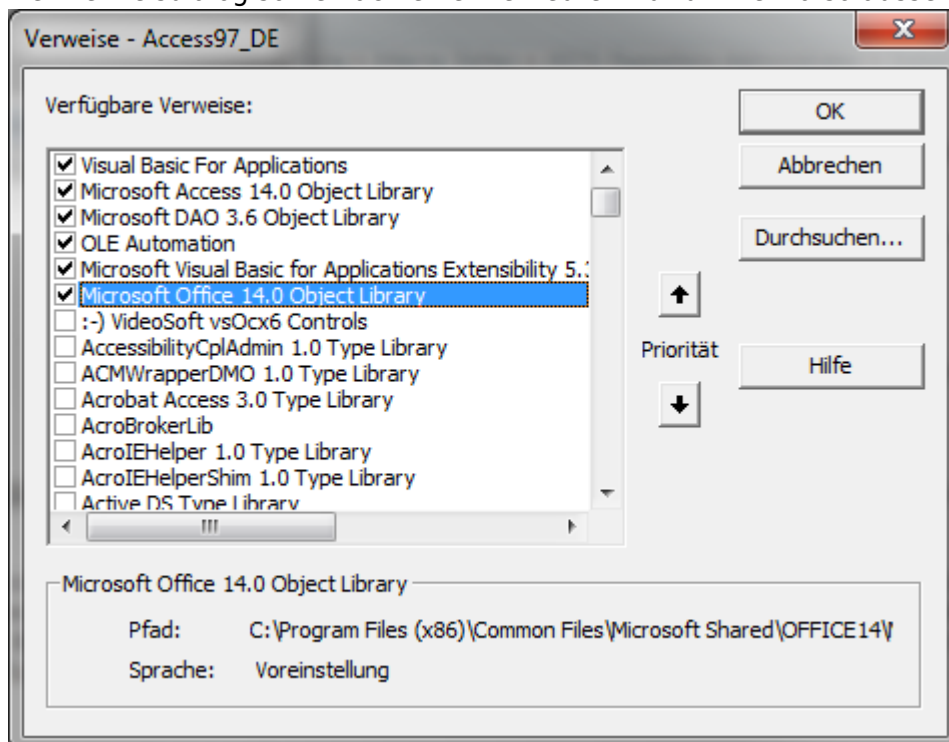 Verweise - Access97_DE
Verfügbare Verweise:
OK
Abbrechen
Durchsuchen...
Priorität
Hilfe
Visual Basic For Applications
Microsoft Access 14.0 Object Library
Microsoft DAO 3.6 Object Library
OLE Automation
Microsoft Visual Basic for Applications Extensibility 5.
Microsoft Office 14.0 Object Library
:-) VideoSoft vsOcx6 Controls
AccessibilityCplAdmin 1.0 Type Library
ACMWrapperDMO 1.0 Type Library
Acrobat Access 3.0 Type Library
AcroBrokerLib
AcroIEHelper 1.0 Type Library
AcroIEHelperShim 1.0 Type Library
Active DS Type Library
Microsoft Office 14.0 Object Library
Pfad: C:\Program Files (x86)\Common Files\Microsoft Shared\OFFICE14\
Sprache: Voreinstellung